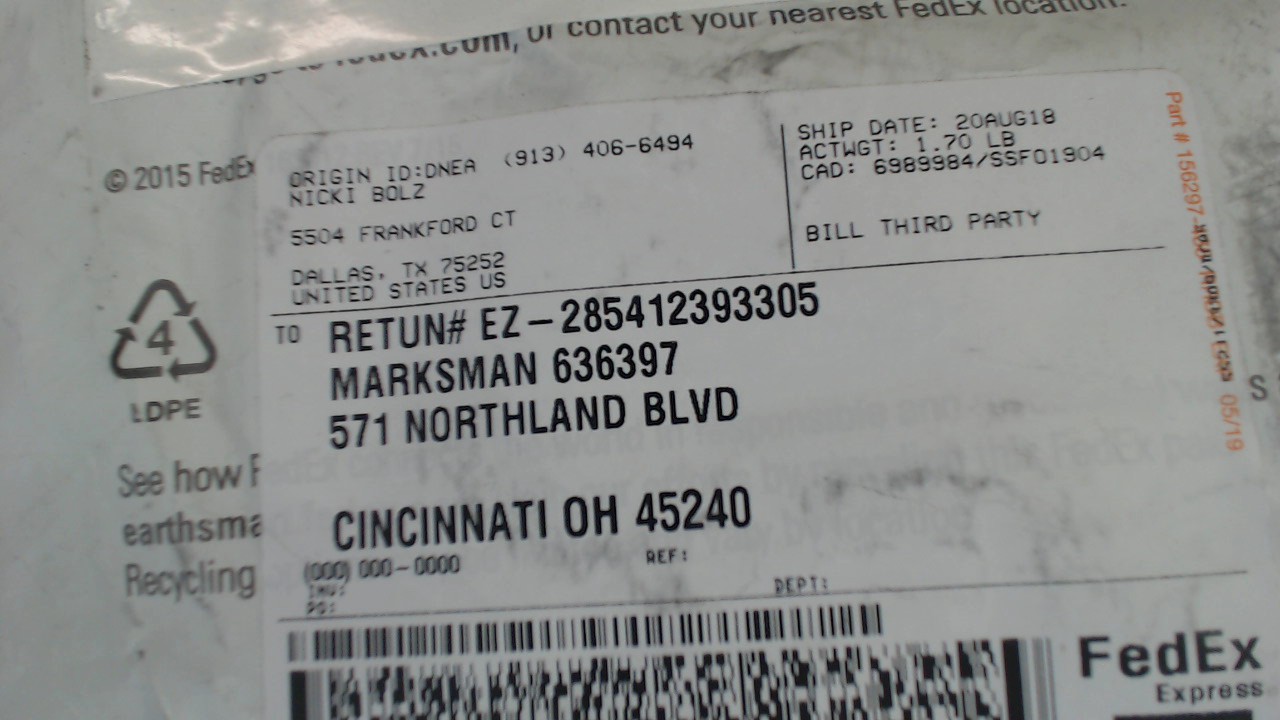 .com, or contact your nearest FedEx location.
© 2015 FedEx
ORIGIN ID:DNEA (913) 406-6494
NICKI BOLZ
5504 FRANKFORD CT
DALLAS, TX 75252
UNITED STATES US
SHIP DATE: 20AUG18
ACTWGT: 1.70 LB
CAD: 6989984/SSFO1904
BILL THIRD PARTY
Part # 156297-
05/19
TO RETUN# EZ-285412393305
MARKSMAN 636397
571 NORTHLAND BLVD
CINCINNATI OH 45240
(000) 000-0000
REF:
INV:
PO:
DEPT:
4
LDPE
See how F
earthsma
Recycling
S
FedEx
Express